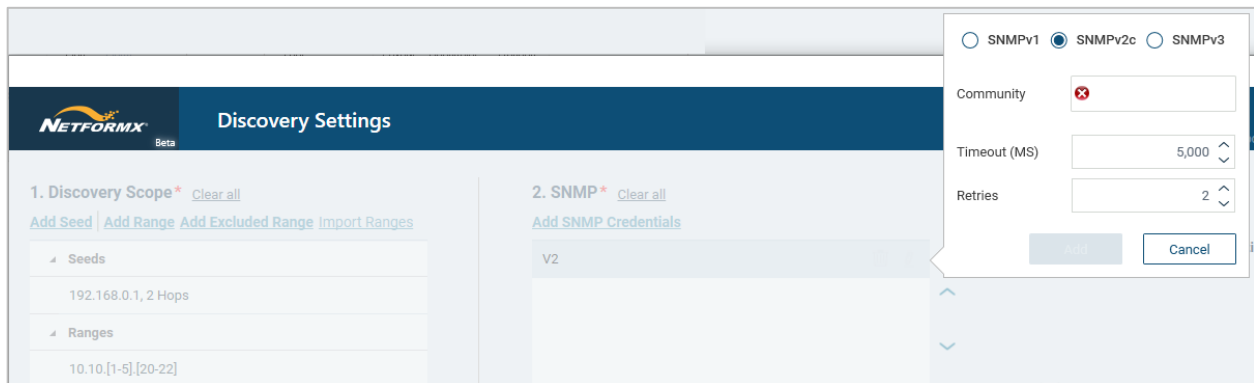 SNMPv1 SNMPv2c SNMPv3
Community
Timeout (MS) 5,000
Retries 2
Add Cancel
NETFORMX
Beta
Discovery Settings
1. Discovery Scope* Clear all
Add Seed Add Range Add Excluded Range Import Ranges
Seeds
192.168.0.1, 2 Hops
Ranges
10.10.[1-5].[20-22]
2. SNMP* Clear all
Add SNMP Credentials
V2